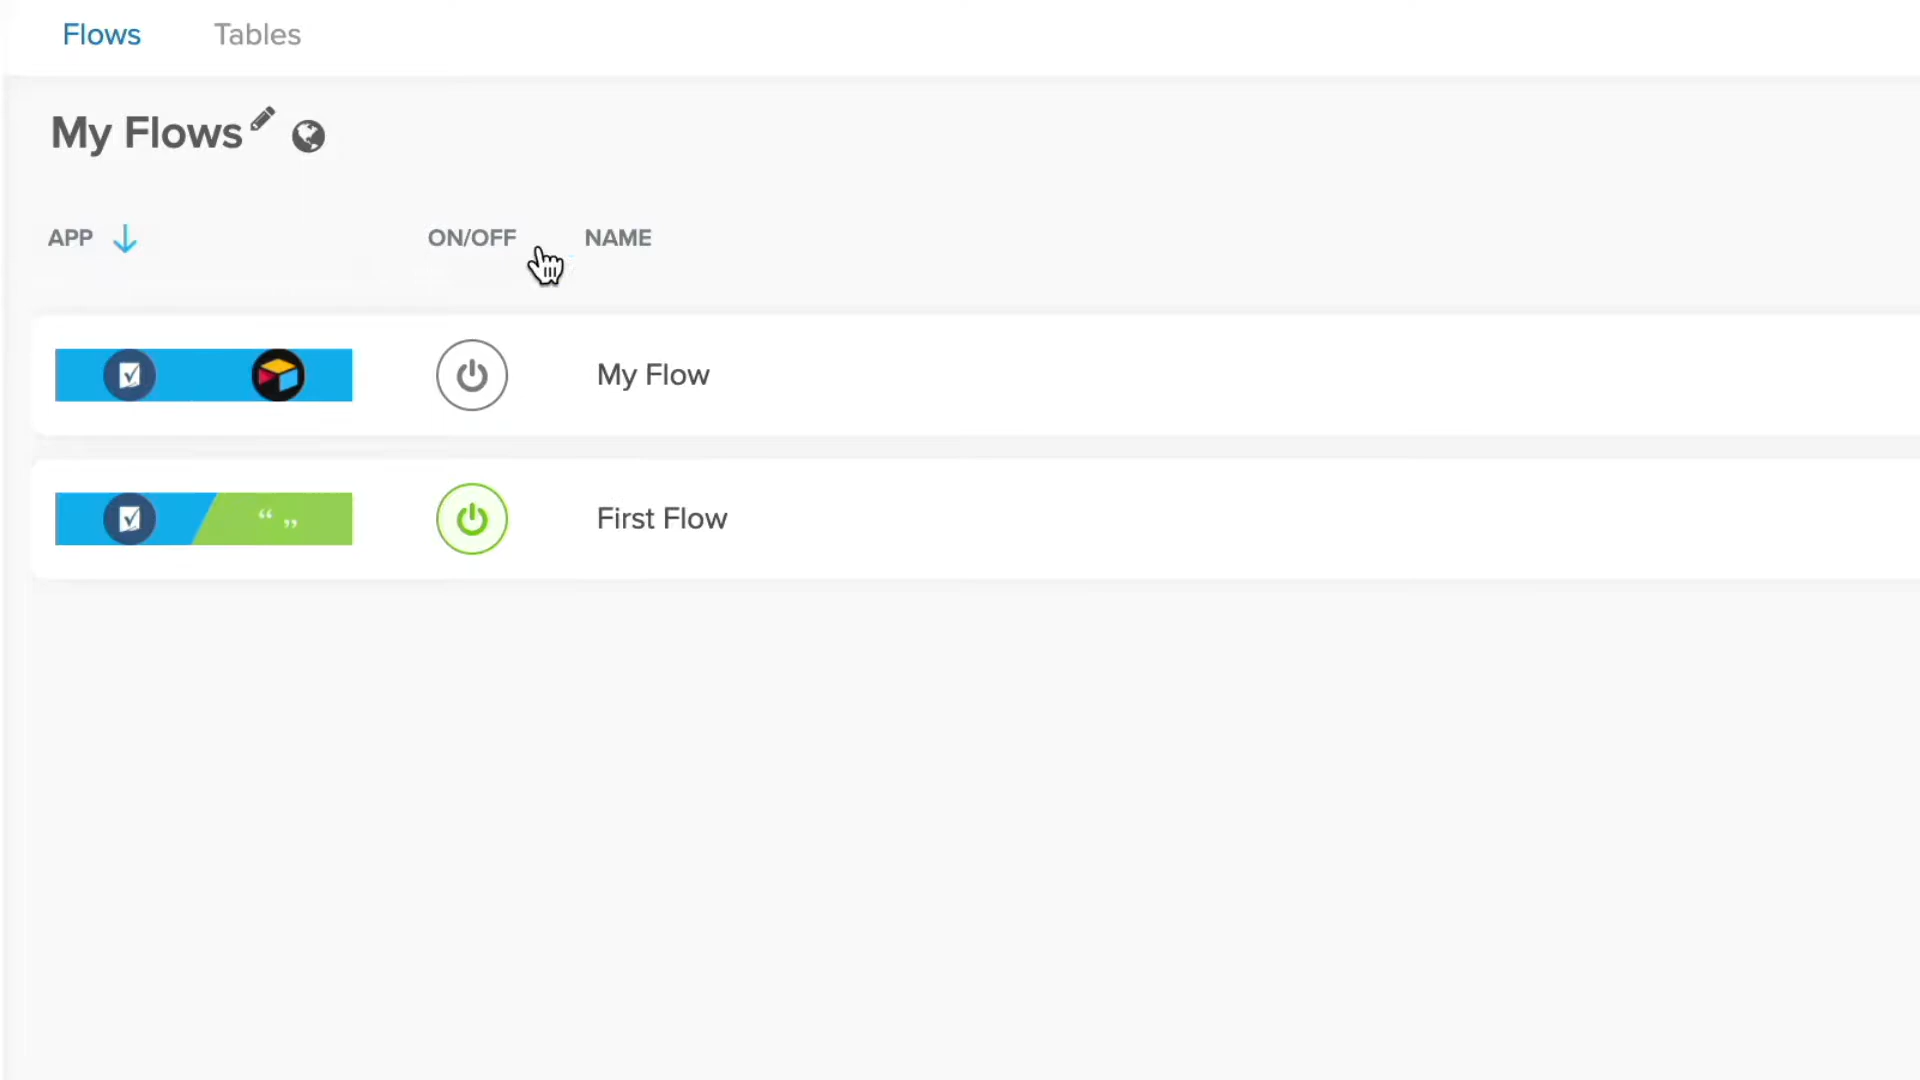 Flows Tables
My Flows
APP ON/OFF NAME
My Flow
“ ” First Flow